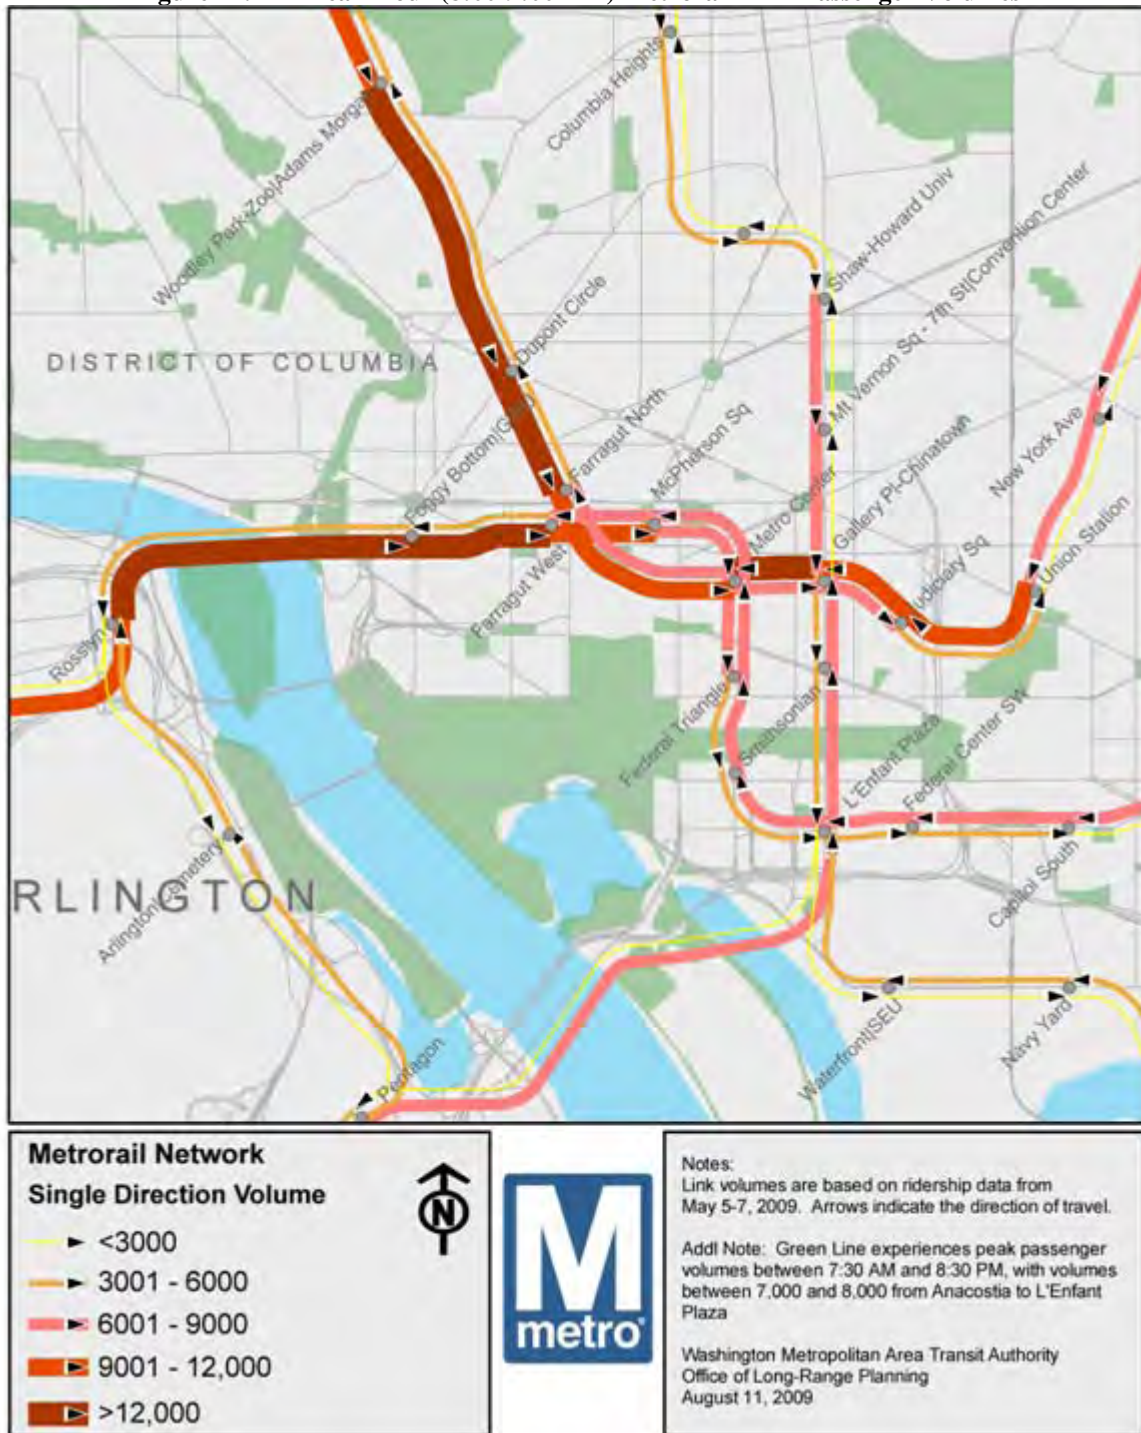 Columbia Heights
Woodley Park-Zoo|Adams Morgan
Shaw-Howard Univ
Mt Vernon Sq - 7th St|Convention Center
Dupont Circle
DISTRICT OF COLUMBIA
Farragut North
McPherson Sq
Foggy Bottom
New York Ave
Gallery Pl-Chinatown
Metro Center
Farragut West
Judiciary Sq
Union Station
Rosslyn
Federal Triangle
Smithsonian
L'Enfant Plaza
Federal Center SW
Capitol South
Arlington Cemetery
RLINGTON
Waterfront|SEU
Navy Yard
Pentagon
Metrorail Network
Single Direction Volume
<3000
3001 - 6000
6001 - 9000
9001 - 12,000
>12,000
N
M
metro
Notes:
Link volumes are based on ridership data from
May 5-7, 2009. Arrows indicate the direction of travel.
Addl Note: Green Line experiences peak passenger
volumes between 7:30 AM and 8:30 PM, with volumes
between 7,000 and 8,000 from Anacostia to L'Enfant
Plaza
Washington Metropolitan Area Transit Authority
Office of Long-Range Planning
August 11, 2009